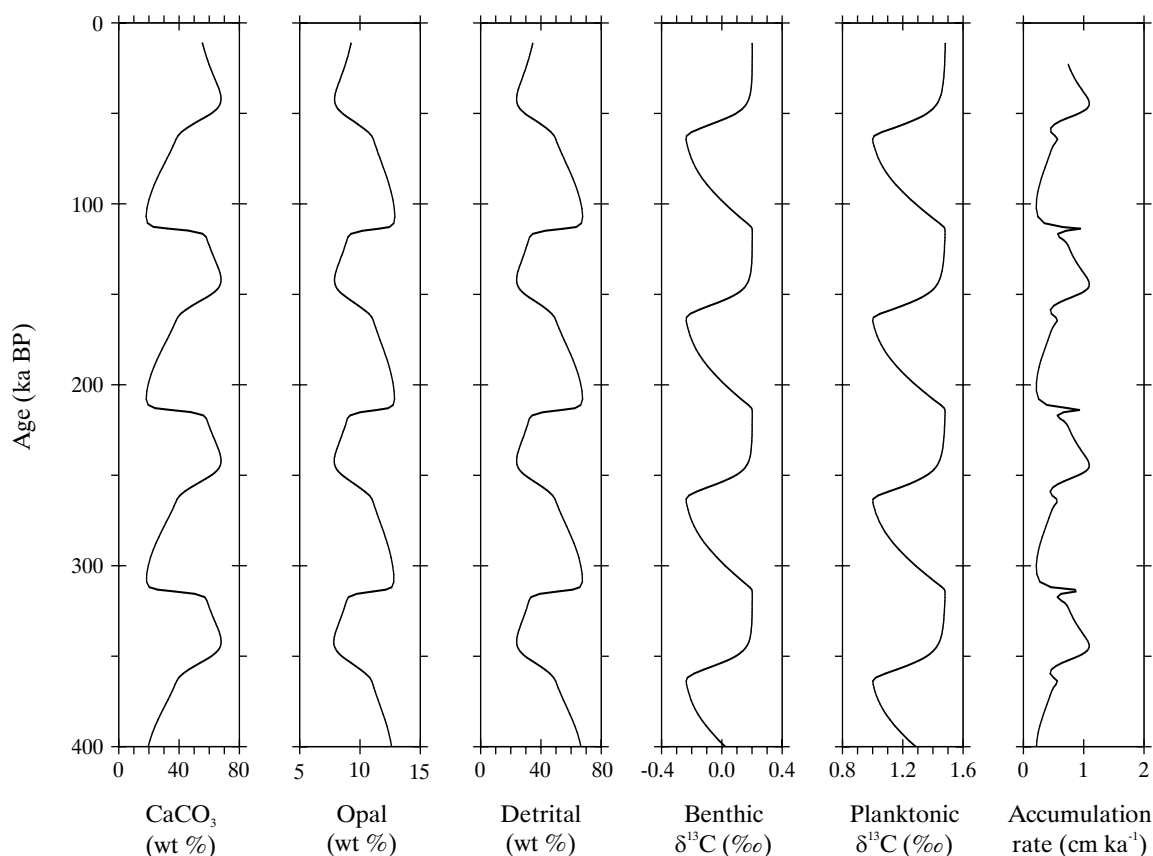 0
100
200
300
400
Age (ka BP)
0 40 80
5 10 15
0 40 80
-0.4 0.0 0.4
0.8 1.2 1.6
0 1 2
CaCO₃
(wt %)
Opal
(wt %)
Detrital
(wt %)
Benthic
δ¹³C (‰)
Planktonic
δ¹³C (‰)
Accumulation
rate (cm ka⁻¹)